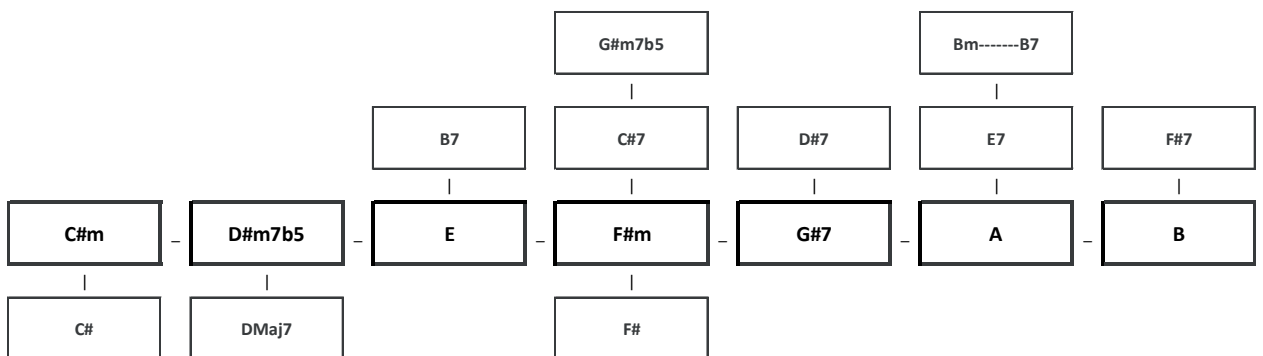 G#m7b5 Bm-------B7
| |
B7 C#7 D#7 E7 F#7
| | | | |
C#m – D#m7b5 – E – F#m – G#7 – A – B
| | |
C# DMaj7 F#